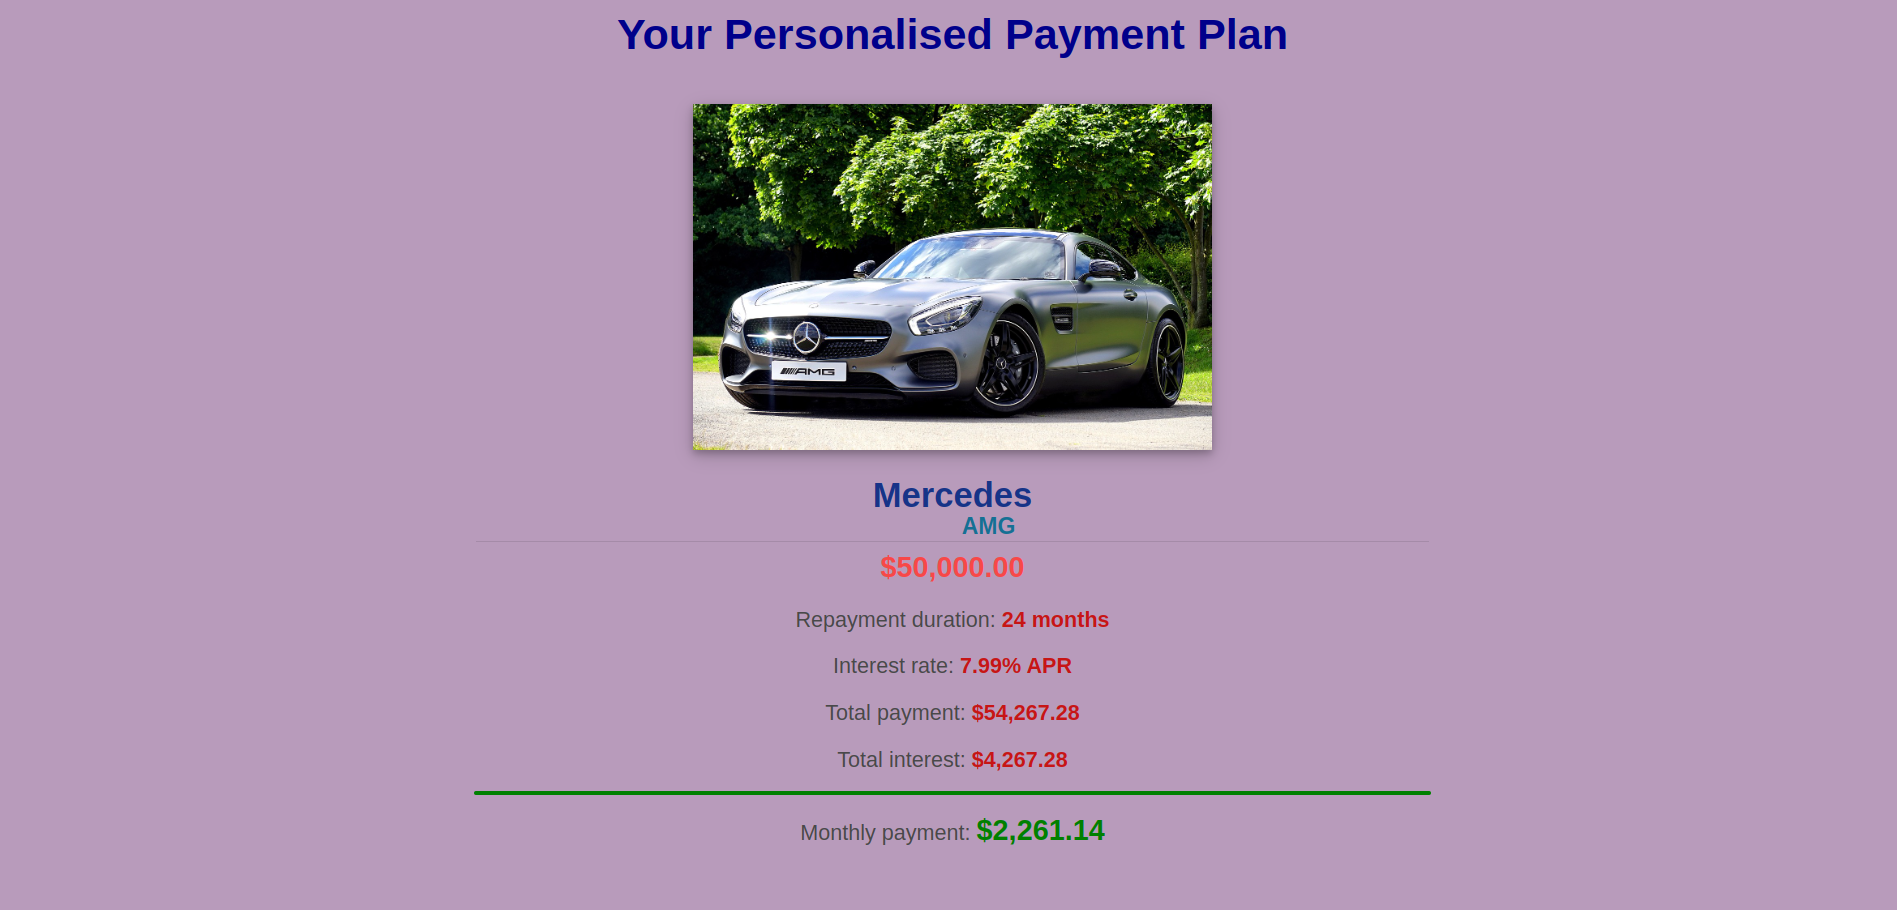 Your Personalised Payment Plan
AMG
Mercedes
AMG
$50,000.00
Repayment duration: 24 months
Interest rate: 7.99% APR
Total payment: $54,267.28
Total interest: $4,267.28
Monthly payment: $2,261.14